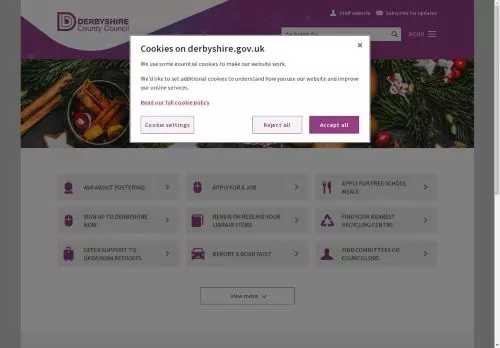 DERBYSHIRE
County Council
Staff website
Subscribe for updates
I'm looking for...
MENU
Cookies on derbyshire.gov.uk
We use some essential cookies to make our website work.
We'd like to set additional cookies to understand how you use our website and improve
our online services.
Read our full cookie policy
Cookie settings
Reject all
Accept all
ASK ABOUT FOSTERING
APPLY FOR A JOB
APPLY FOR FREE SCHOOL
MEALS
SIGN UP TO DERBYSHIRE
NOW
RENEW OR RESERVE YOUR
LIBRARY ITEMS
FIND YOUR NEAREST
RECYCLING CENTRE
OFFER SUPPORT TO
UKRAINIAN REFUGEES
REPORT A ROAD FAULT
FIND COMMITTEES OR
COUNCILLORS
View more